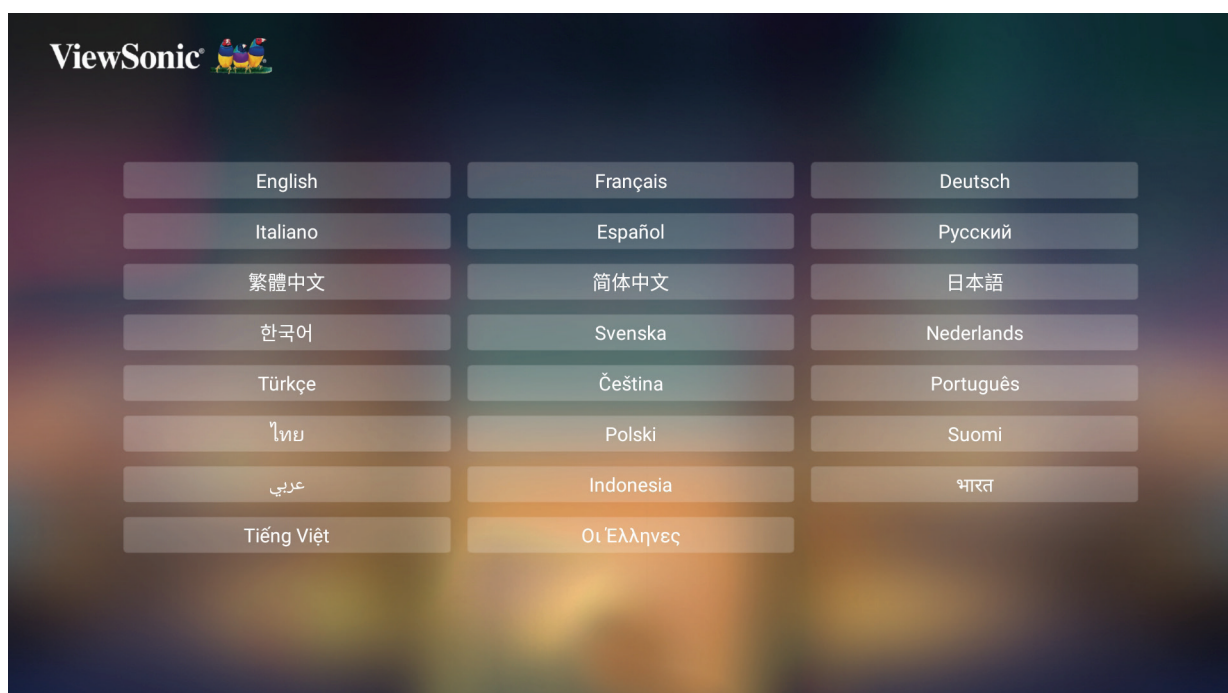 ViewSonic®
English Français Deutsch
Italiano Español Русский
繁體中文 简体中文 日本語
한국어 Svenska Nederlands
Türkçe Čeština Português
ไทย Polski Suomi
عربي Indonesia भारत
Tiếng Việt Οι Έλληνες